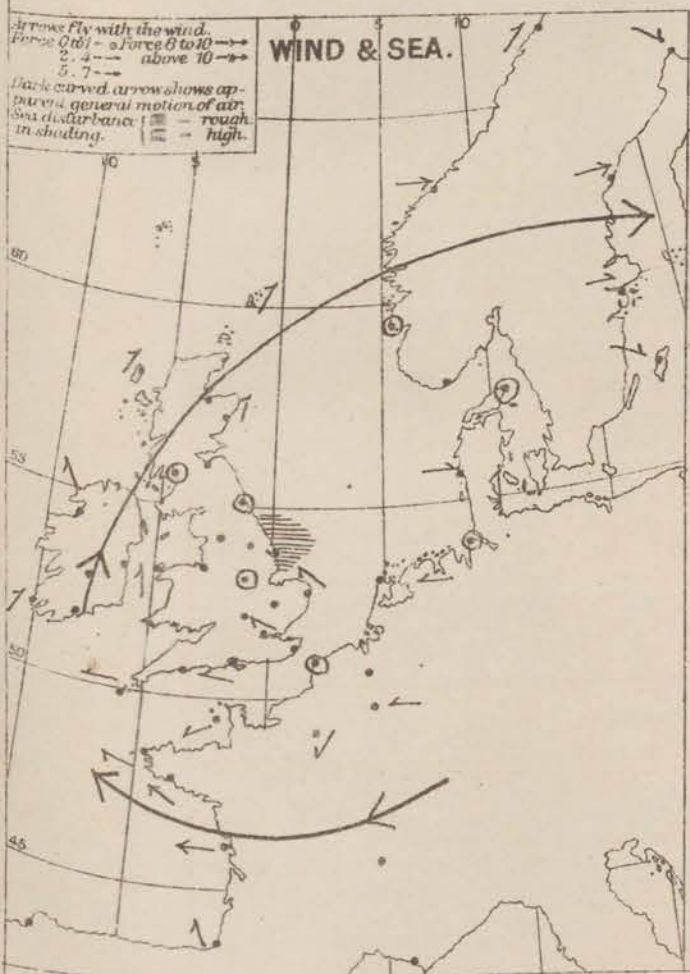 Arrows fly with the wind.
Force 0 to 1 - o Force 8 to 10 -
2. 4 - above 10 -
5. 7 -
Dark curved arrow shows ap-
parent general motion of air.
Sea disturbance { - rough
in shading. - high.
WIND & SEA.
0
5
10
10
5
60
55
50
45